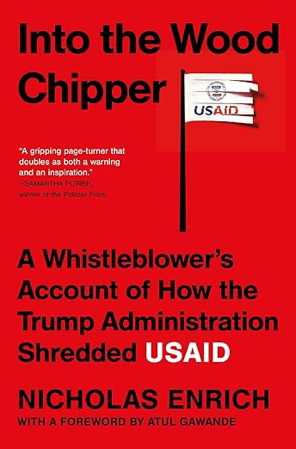 Into the Wood
Chipper
USAID
“A gripping page-turner that
doubles as both a warning
and an inspiration.”
—SAMANTHA POWER,
winner of the Pulitzer Prize
A Whistleblower’s
Account of How the
Trump Administration
Shredded USAID
NICHOLAS ENRICH
WITH A FOREWORD BY ATUL GAWANDE